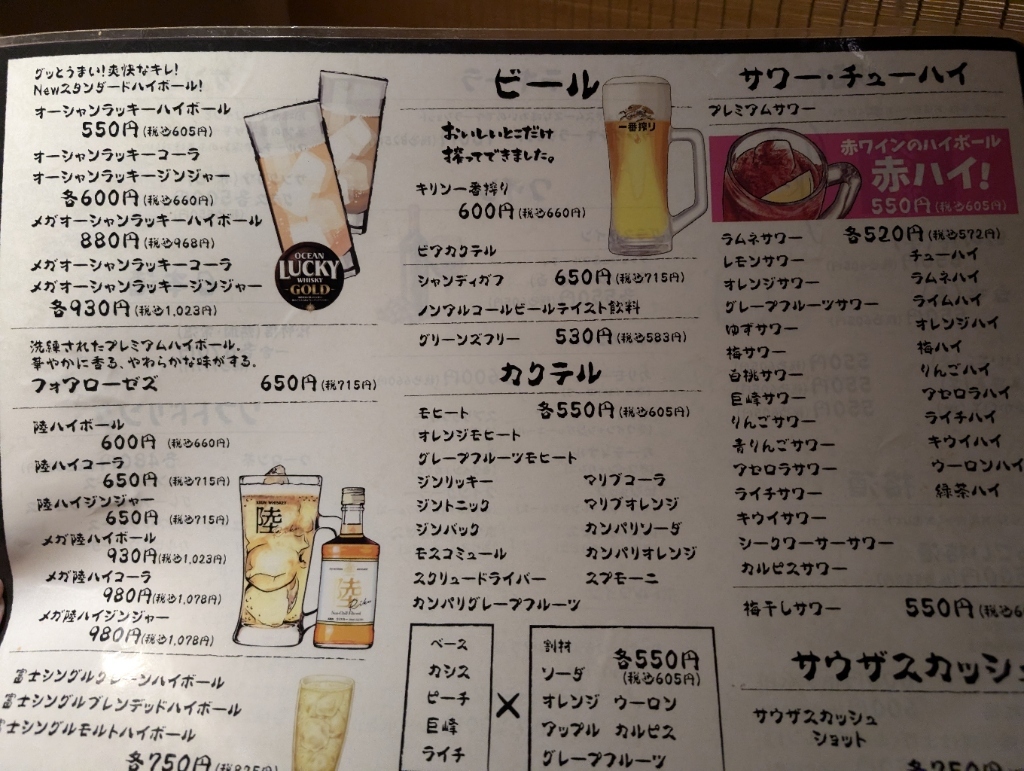 グッとうまい!爽快なキレ!
Newスタンダードハイボール!
オーシャンラッキーハイボール
550円(税込605円)
オーシャンラッキーコーラ
オーシャンラッキージンジャー
各600円(税込660円)
メガオーシャンラッキーハイボール
880円(税込968円)
メガオーシャンラッキーコーラ
メガオーシャンラッキージンジャー
各930円(税込1,023円)
OCEAN
LUCKY
WHISKY
GOLD
洗練されたプレミアムハイボール。
華やかに香る、やわらかな味がする。
フォアローゼズ 650円(税込715円)
陸ハイボール
600円(税込660円)
陸ハイコーラ
650円(税込715円)
陸ハイジンジャー
650円(税込715円)
メガ陸ハイボール
930円(税込1,023円)
メガ陸ハイコーラ
980円(税込1,078円)
メガ陸ハイジンジャー
980円(税込1,078円)
陸
陸
富士シングルグレーンハイボール
富士シングルブレンデッドハイボール
富士シングルモルトハイボール
各750円(税込825円)
ビール
おいしいとこだけ
搾ってできました。
一番搾り
キリン一番搾り
600円(税込660円)
ビアカクテル
シャンディガフ 650円(税込715円)
ノンアルコールビールテイスト飲料
グリーンズフリー 530円(税込583円)
カクテル
モヒート 各550円(税込605円)
オレンジモヒート
グレープフルーツモヒート
ジンリッキー マリブコーラ
ジントニック マリブオレンジ
ジンバック カンパリソーダ
モスコミュール カンパリオレンジ
スクリュードライバー スプモーニ
カンパリグレープフルーツ
ベース
カシス
ピーチ
巨峰
ライチ
×
割材 各550円
ソーダ (税込605円)
オレンジ ウーロン
アップル カルピス
グレープフルーツ
サワー・チューハイ
プレミアムサワー
赤ワインのハイボール
赤ハイ!
550円(税込605円)
ラムネサワー 各520円(税込572円)
レモンサワー チューハイ
オレンジサワー ラムネハイ
グレープフルーツサワー ライムハイ
ゆずサワー オレンジハイ
梅サワー 梅ハイ
白桃サワー りんごハイ
巨峰サワー アセロラハイ
りんごサワー ライチハイ
青りんごサワー キウイハイ
アセロラサワー ウーロンハイ
ライチサワー 緑茶ハイ
キウイサワー
シークワーサーサワー
カルピスサワー
梅干しサワー 550円(税込6
サウザスカッシュ
サウザスカッシュ
ショット
各750円